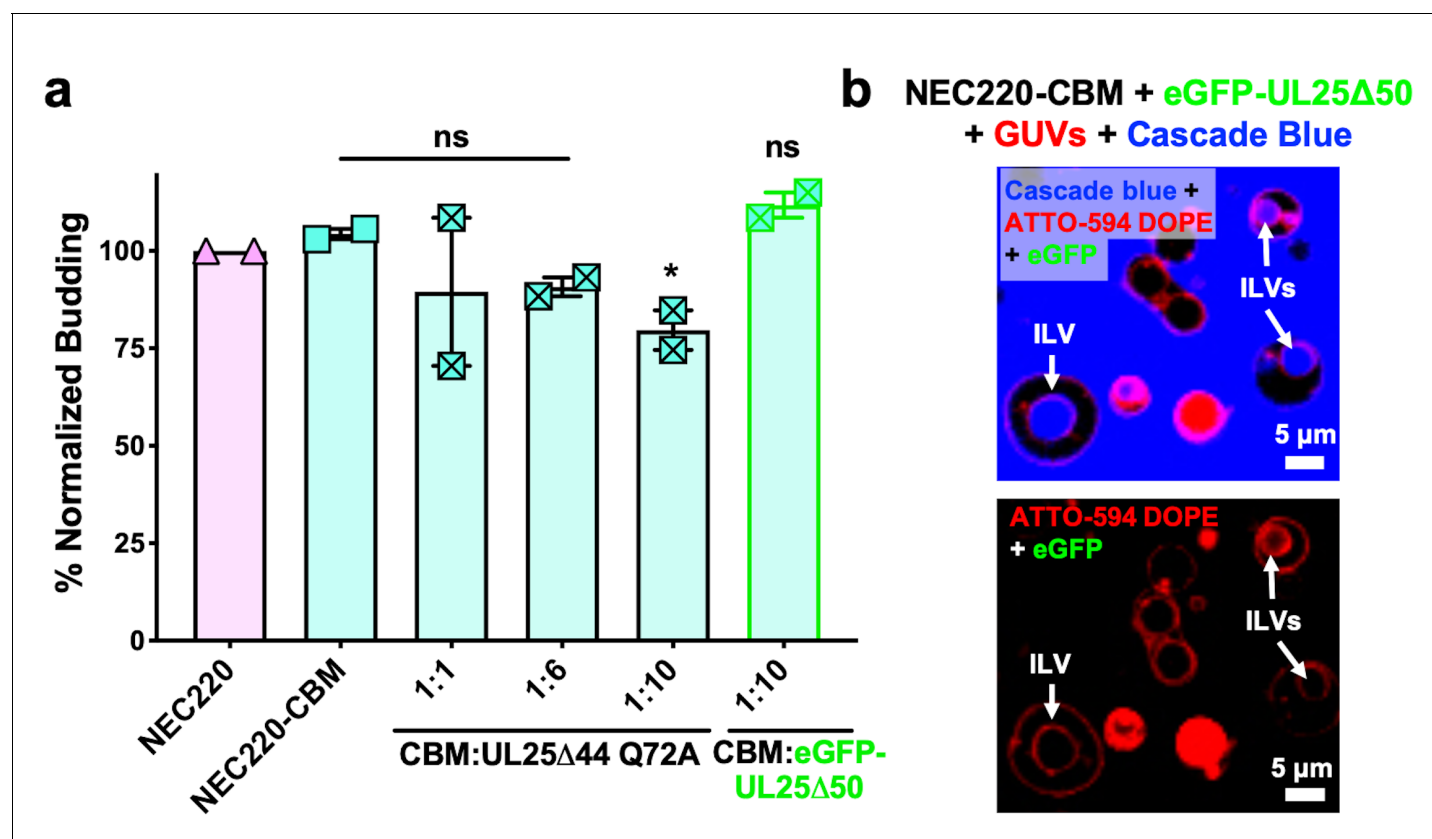 a
ns
ns
*
% Normalized Budding
100
75
50
25
0
NEC220
NEC220-CBM
1:1
1:6
1:10
1:10
CBM:UL25Δ44 Q72A
CBM:eGFP-
UL25Δ50
b
NEC220-CBM + eGFP-UL25Δ50
+ GUVs + Cascade Blue
Cascade blue +
ATTO-594 DOPE
+ eGFP
ILVs
ILV
5 µm
ATTO-594 DOPE
+ eGFP
ILVs
ILV
5 µm